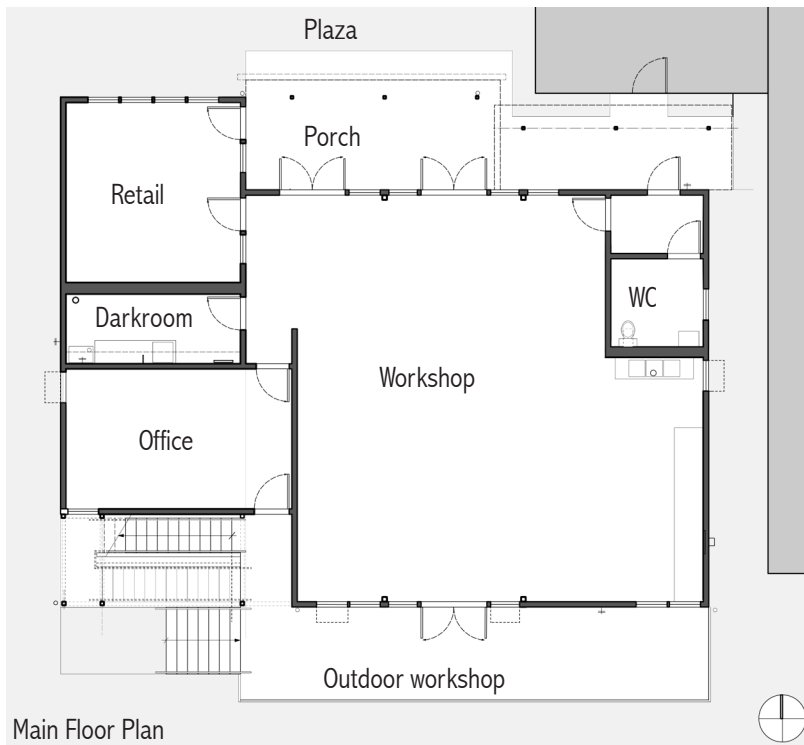 Plaza
Porch
Retail
WC
Darkroom
Workshop
Office
Outdoor workshop
Main Floor Plan